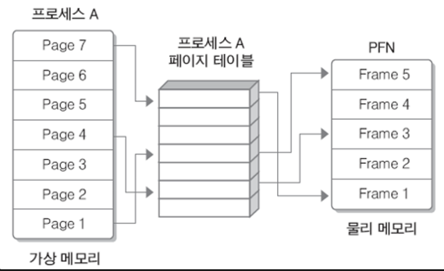 프로세스 A
Page 7
Page 6
Page 5
Page 4
Page 3
Page 2
Page 1
가상 메모리
프로세스 A
페이지 테이블
PFN
Frame 5
Frame 4
Frame 3
Frame 2
Frame 1
물리 메모리